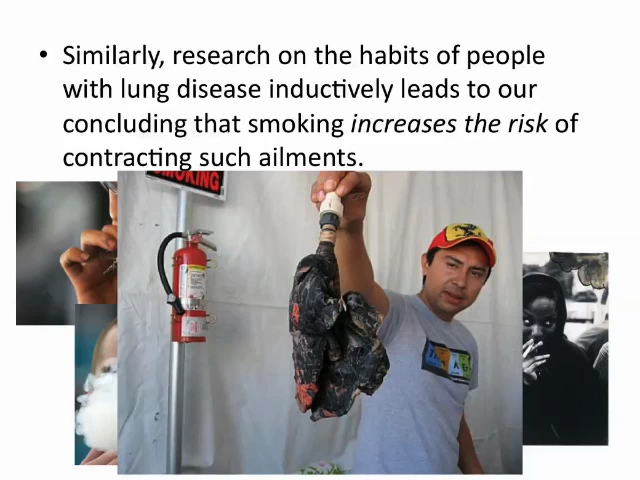 • Similarly, research on the habits of people
with lung disease inductively leads to our
concluding that smoking increases the risk of
contracting such ailments.
SMOKING